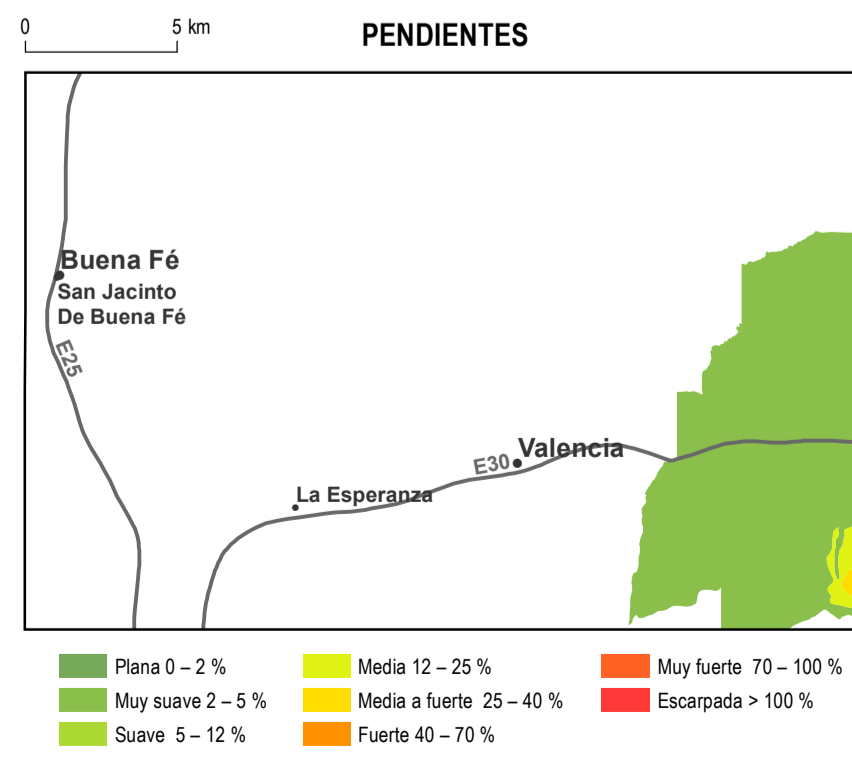 0
5 km
PENDIENTES
Buena Fé
San Jacinto
De Buena Fé
E25
Valencia
E30
La Esperanza
Plana 0 – 2 %
Muy suave 2 – 5 %
Suave 5 – 12 %
Media 12 – 25 %
Media a fuerte 25 – 40 %
Fuerte 40 – 70 %
Muy fuerte 70 – 100 %
Escarpada > 100 %